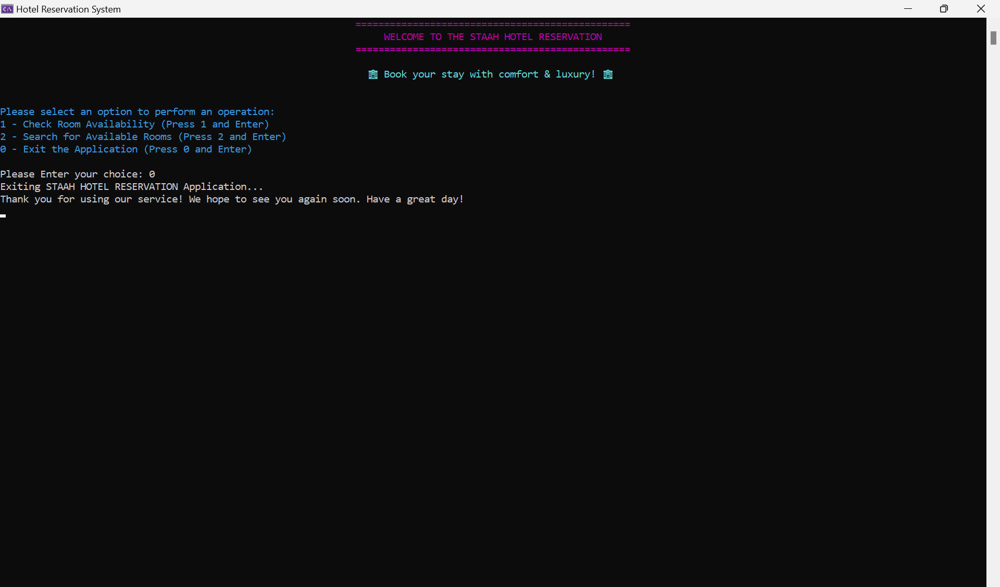 Hotel Reservation System
================================================
WELCOME TO THE STAAH HOTEL RESERVATION
================================================
🏨 Book your stay with comfort & luxury! 🏨
Please select an option to perform an operation:
1 - Check Room Availability (Press 1 and Enter)
2 - Search for Available Rooms (Press 2 and Enter)
0 - Exit the Application (Press 0 and Enter)
Please Enter your choice: 0
Exiting STAAH HOTEL RESERVATION Application...
Thank you for using our service! We hope to see you again soon. Have a great day!